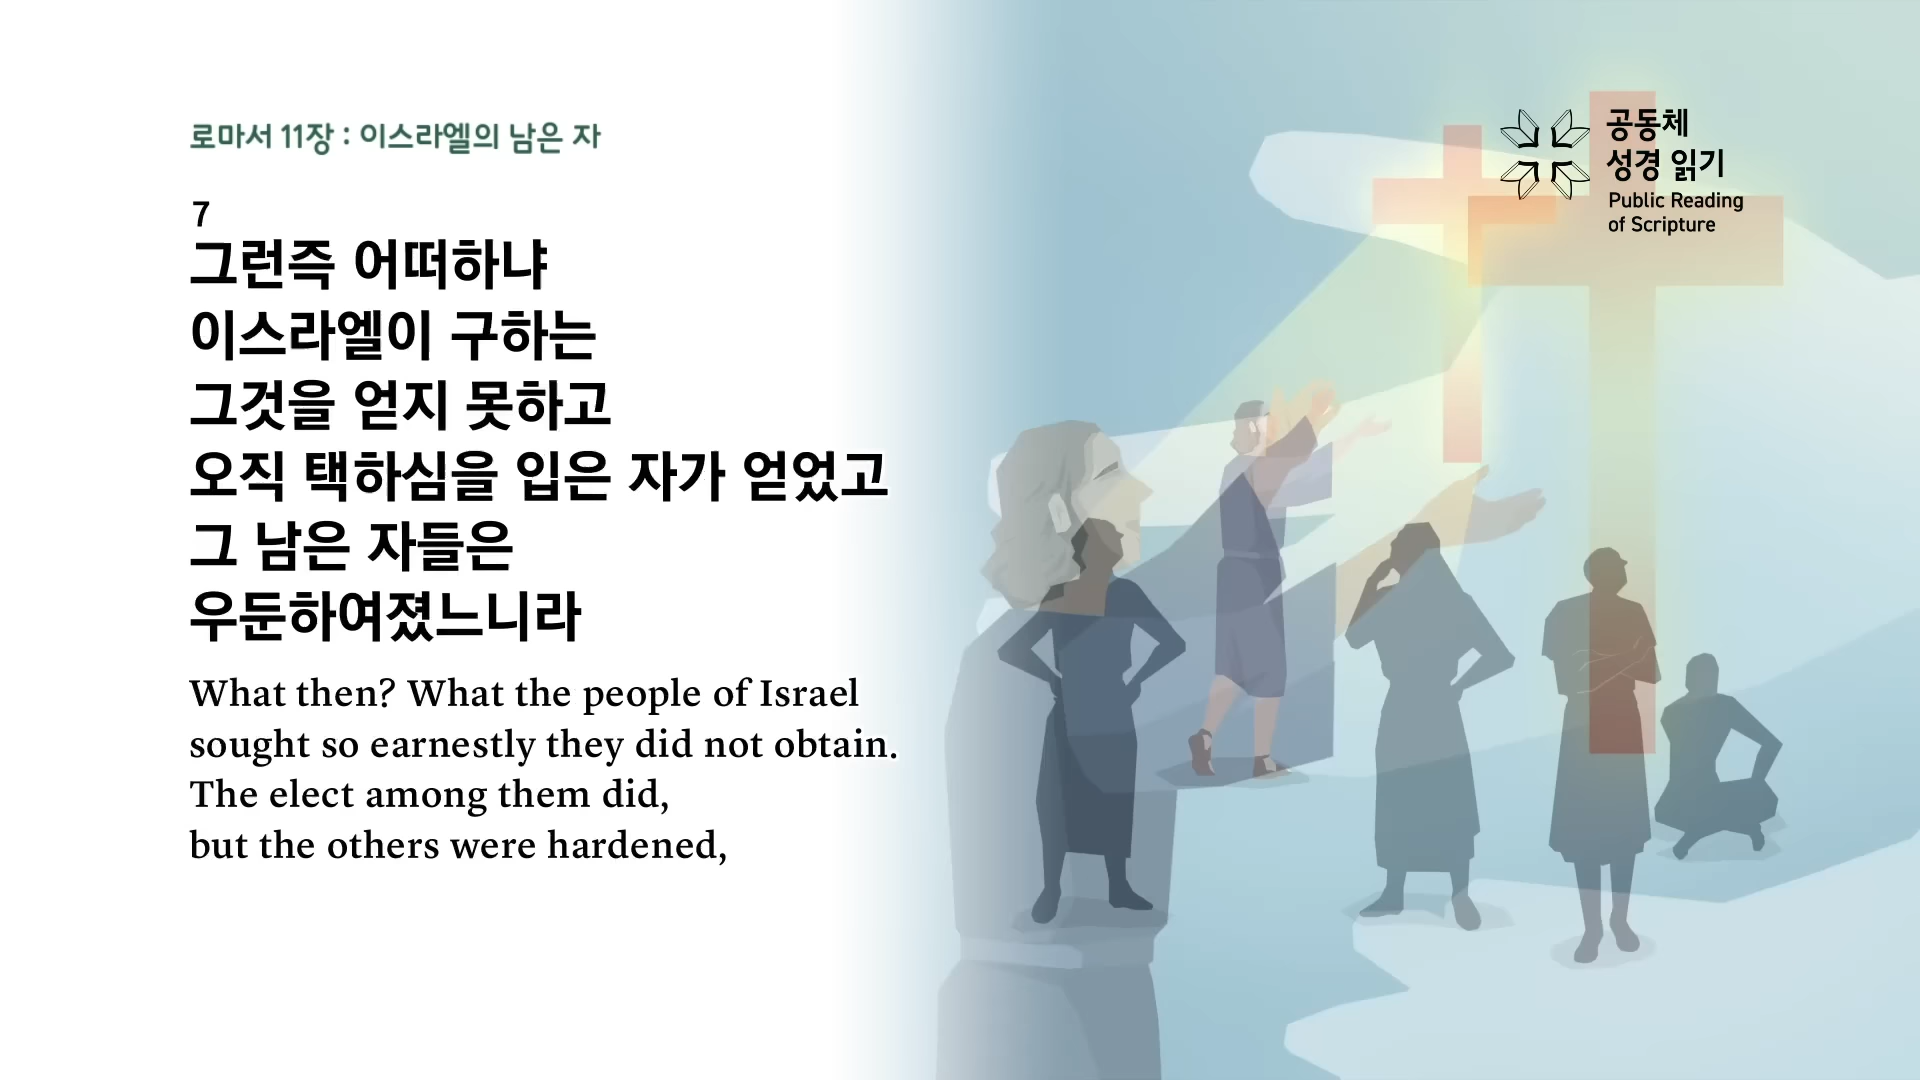 로마서 11장 : 이스라엘의 남은 자
7
그런즉 어떠하냐
이스라엘이 구하는
그것을 얻지 못하고
오직 택하심을 입은 자가 얻었고
그 남은 자들은
우둔하여졌느니라
What then? What the people of Israel
sought so earnestly they did not obtain.
The elect among them did,
but the others were hardened,
공동체
성경 읽기
Public Reading
of Scripture